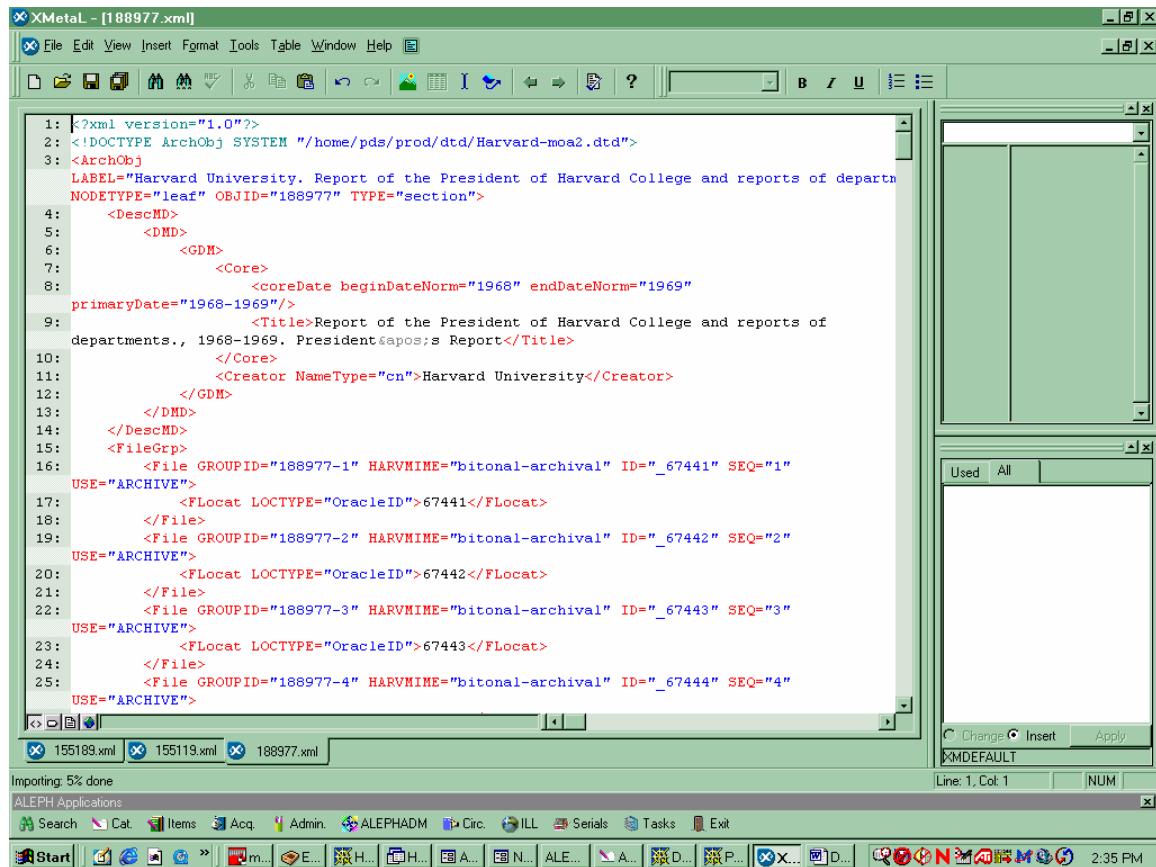 XMetaL - [188977.xml]
File Edit View Insert Format Tools Table Window Help
ABC I ? B I U
1: <?xml version="1.0"?>
2: <!DOCTYPE ArchObj SYSTEM "/home/pds/prod/dtd/Harvard-moa2.dtd">
3: <ArchObj
LABEL="Harvard University. Report of the President of Harvard College and reports of departm
NODETYPE="leaf" OBJID="188977" TYPE="section">
4: <DescMD>
5: <DMD>
6: <GDM>
7: <Core>
8: <coreDate beginDateNorm="1968" endDateNorm="1969"
primaryDate="1968-1969"/>
9: <Title>Report of the President of Harvard College and reports of
departments., 1968-1969. President&apos;s Report</Title>
10: </Core>
11: <Creator NameType="cn">Harvard University</Creator>
12: </GDM>
13: </DMD>
14: </DescMD>
15: <FileGrp>
16: <File GROUPID="188977-1" HARVMIME="bitonal-archival" ID="_67441" SEQ="1"
USE="ARCHIVE">
17: <FLocat LOCTYPE="OracleID">67441</FLocat>
18: </File>
19: <File GROUPID="188977-2" HARVMIME="bitonal-archival" ID="_67442" SEQ="2"
USE="ARCHIVE">
20: <FLocat LOCTYPE="OracleID">67442</FLocat>
21: </File>
22: <File GROUPID="188977-3" HARVMIME="bitonal-archival" ID="_67443" SEQ="3"
USE="ARCHIVE">
23: <FLocat LOCTYPE="OracleID">67443</FLocat>
24: </File>
25: <File GROUPID="188977-4" HARVMIME="bitonal-archival" ID="_67444" SEQ="4"
USE="ARCHIVE">
Used All
Change Insert Apply
XMDEFAULT
155189.xml 155119.xml 188977.xml
Importing: 5% done
Line: 1, Col: 1 NUM
ALEPH Applications
Search Cat. Items Acq. Admin. ALEPHADM Circ. ILL Serials Tasks Exit
Start » m... E... H... H... A... N... ALE... A... D... P... X... D... 2:35 PM